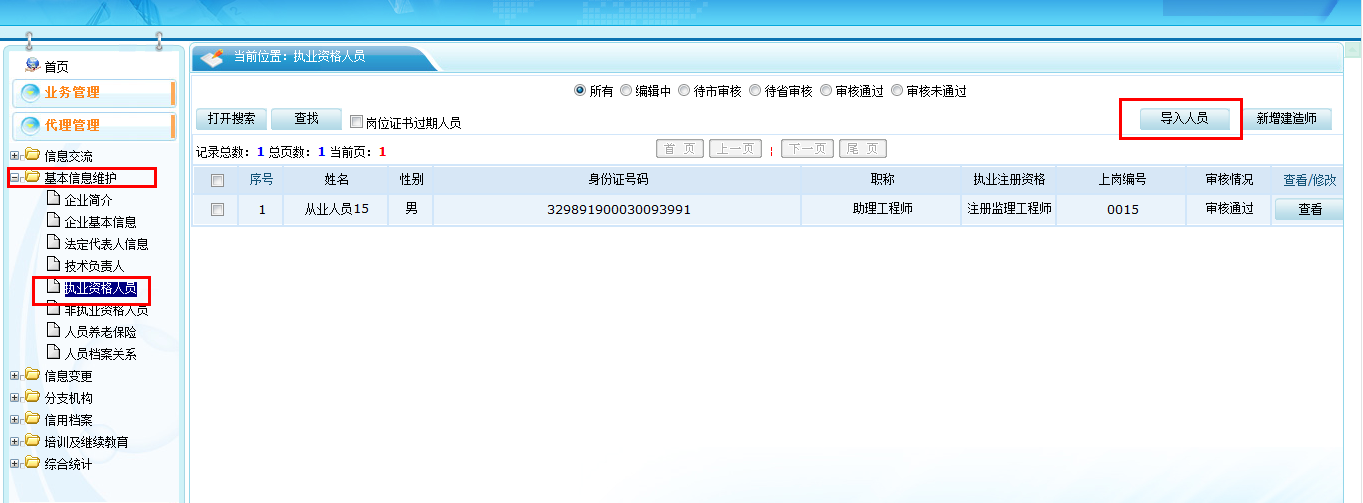 首页
业务管理
代理管理
信息交流
基本信息维护
企业简介
企业基本信息
法定代表人信息
技术负责人
执业资格人员
非执业资格人员
人员养老保险
人员档案关系
信息变更
分支机构
信用档案
培训及继续教育
综合统计
当前位置：执业资格人员
所有 编辑中 待市审核 待省审核 审核通过 审核未通过
打开搜索 查找 岗位证书过期人员 导入人员 新增建造师
记录总数：1 总页数：1 当前页：1 首 页 上一页 ¦ 下一页 尾 页
序号 姓名 性别 身份证号码 职称 执业注册资格 上岗编号 审核情况 查看/修改
1 从业人员15 男 329891900030093991 助理工程师 注册监理工程师 0015 审核通过 查看